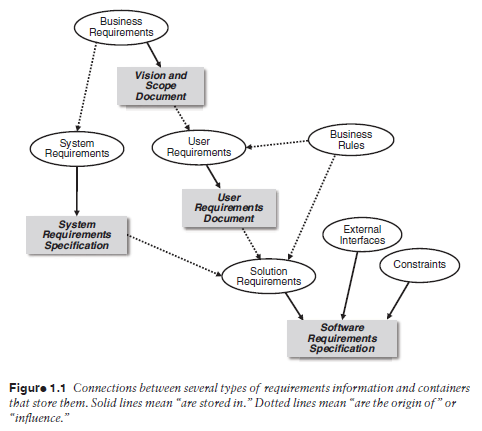 Business
Requirements
Vision and
Scope
Document
System
Requirements
User
Requirements
Business
Rules
System
Requirements
Specification
User
Requirements
Document
External
Interfaces
Constraints
Solution
Requirements
Software
Requirements
Specification
Figure 1.1 Connections between several types of requirements information and containers
that store them. Solid lines mean “are stored in.” Dotted lines mean “are the origin of” or
“influence.”